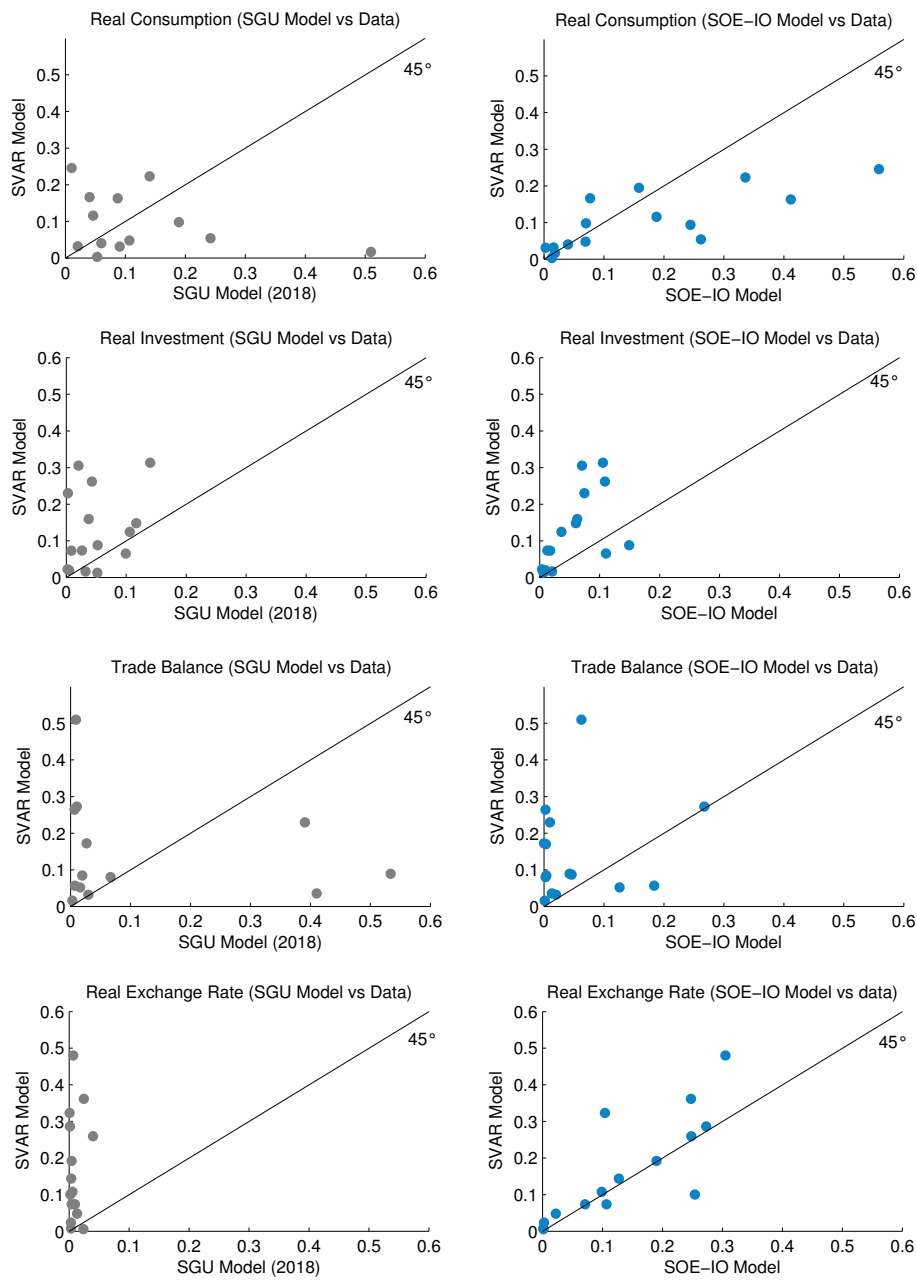 Real Consumption (SGU Model vs Data)
SVAR Model
0.5
0.4
0.3
0.2
0.1
0
0 0.1 0.2 0.3 0.4 0.5 0.6
45°
SGU Model (2018)
Real Consumption (SOE−IO Model vs Data)
SVAR Model
0.5
0.4
0.3
0.2
0.1
0
0 0.1 0.2 0.3 0.4 0.5 0.6
45°
SOE−IO Model
Real Investment (SGU Model vs Data)
SVAR Model
0.6
0.5
0.4
0.3
0.2
0.1
0
0 0.1 0.2 0.3 0.4 0.5 0.6
45°
SGU Model (2018)
Real Investment (SOE−IO Model vs Data)
SVAR Model
0.6
0.5
0.4
0.3
0.2
0.1
0
0 0.1 0.2 0.3 0.4 0.5 0.6
45°
SOE−IO Model
Trade Balance (SGU Model vs Data)
SVAR Model
0.5
0.4
0.3
0.2
0.1
0
0 0.1 0.2 0.3 0.4 0.5 0.6
45°
SGU Model (2018)
Trade Balance (SOE−IO Model vs Data)
SVAR Model
0.5
0.4
0.3
0.2
0.1
0
0 0.1 0.2 0.3 0.4 0.5 0.6
45°
SOE−IO Model
Real Exchange Rate (SGU Model vs Data)
SVAR Model
0.6
0.5
0.4
0.3
0.2
0.1
0
0 0.1 0.2 0.3 0.4 0.5 0.6
45°
SGU Model (2018)
Real Exchange Rate (SOE−IO Model vs data)
SVAR Model
0.6
0.5
0.4
0.3
0.2
0.1
0
0 0.1 0.2 0.3 0.4 0.5 0.6
45°
SOE−IO Model